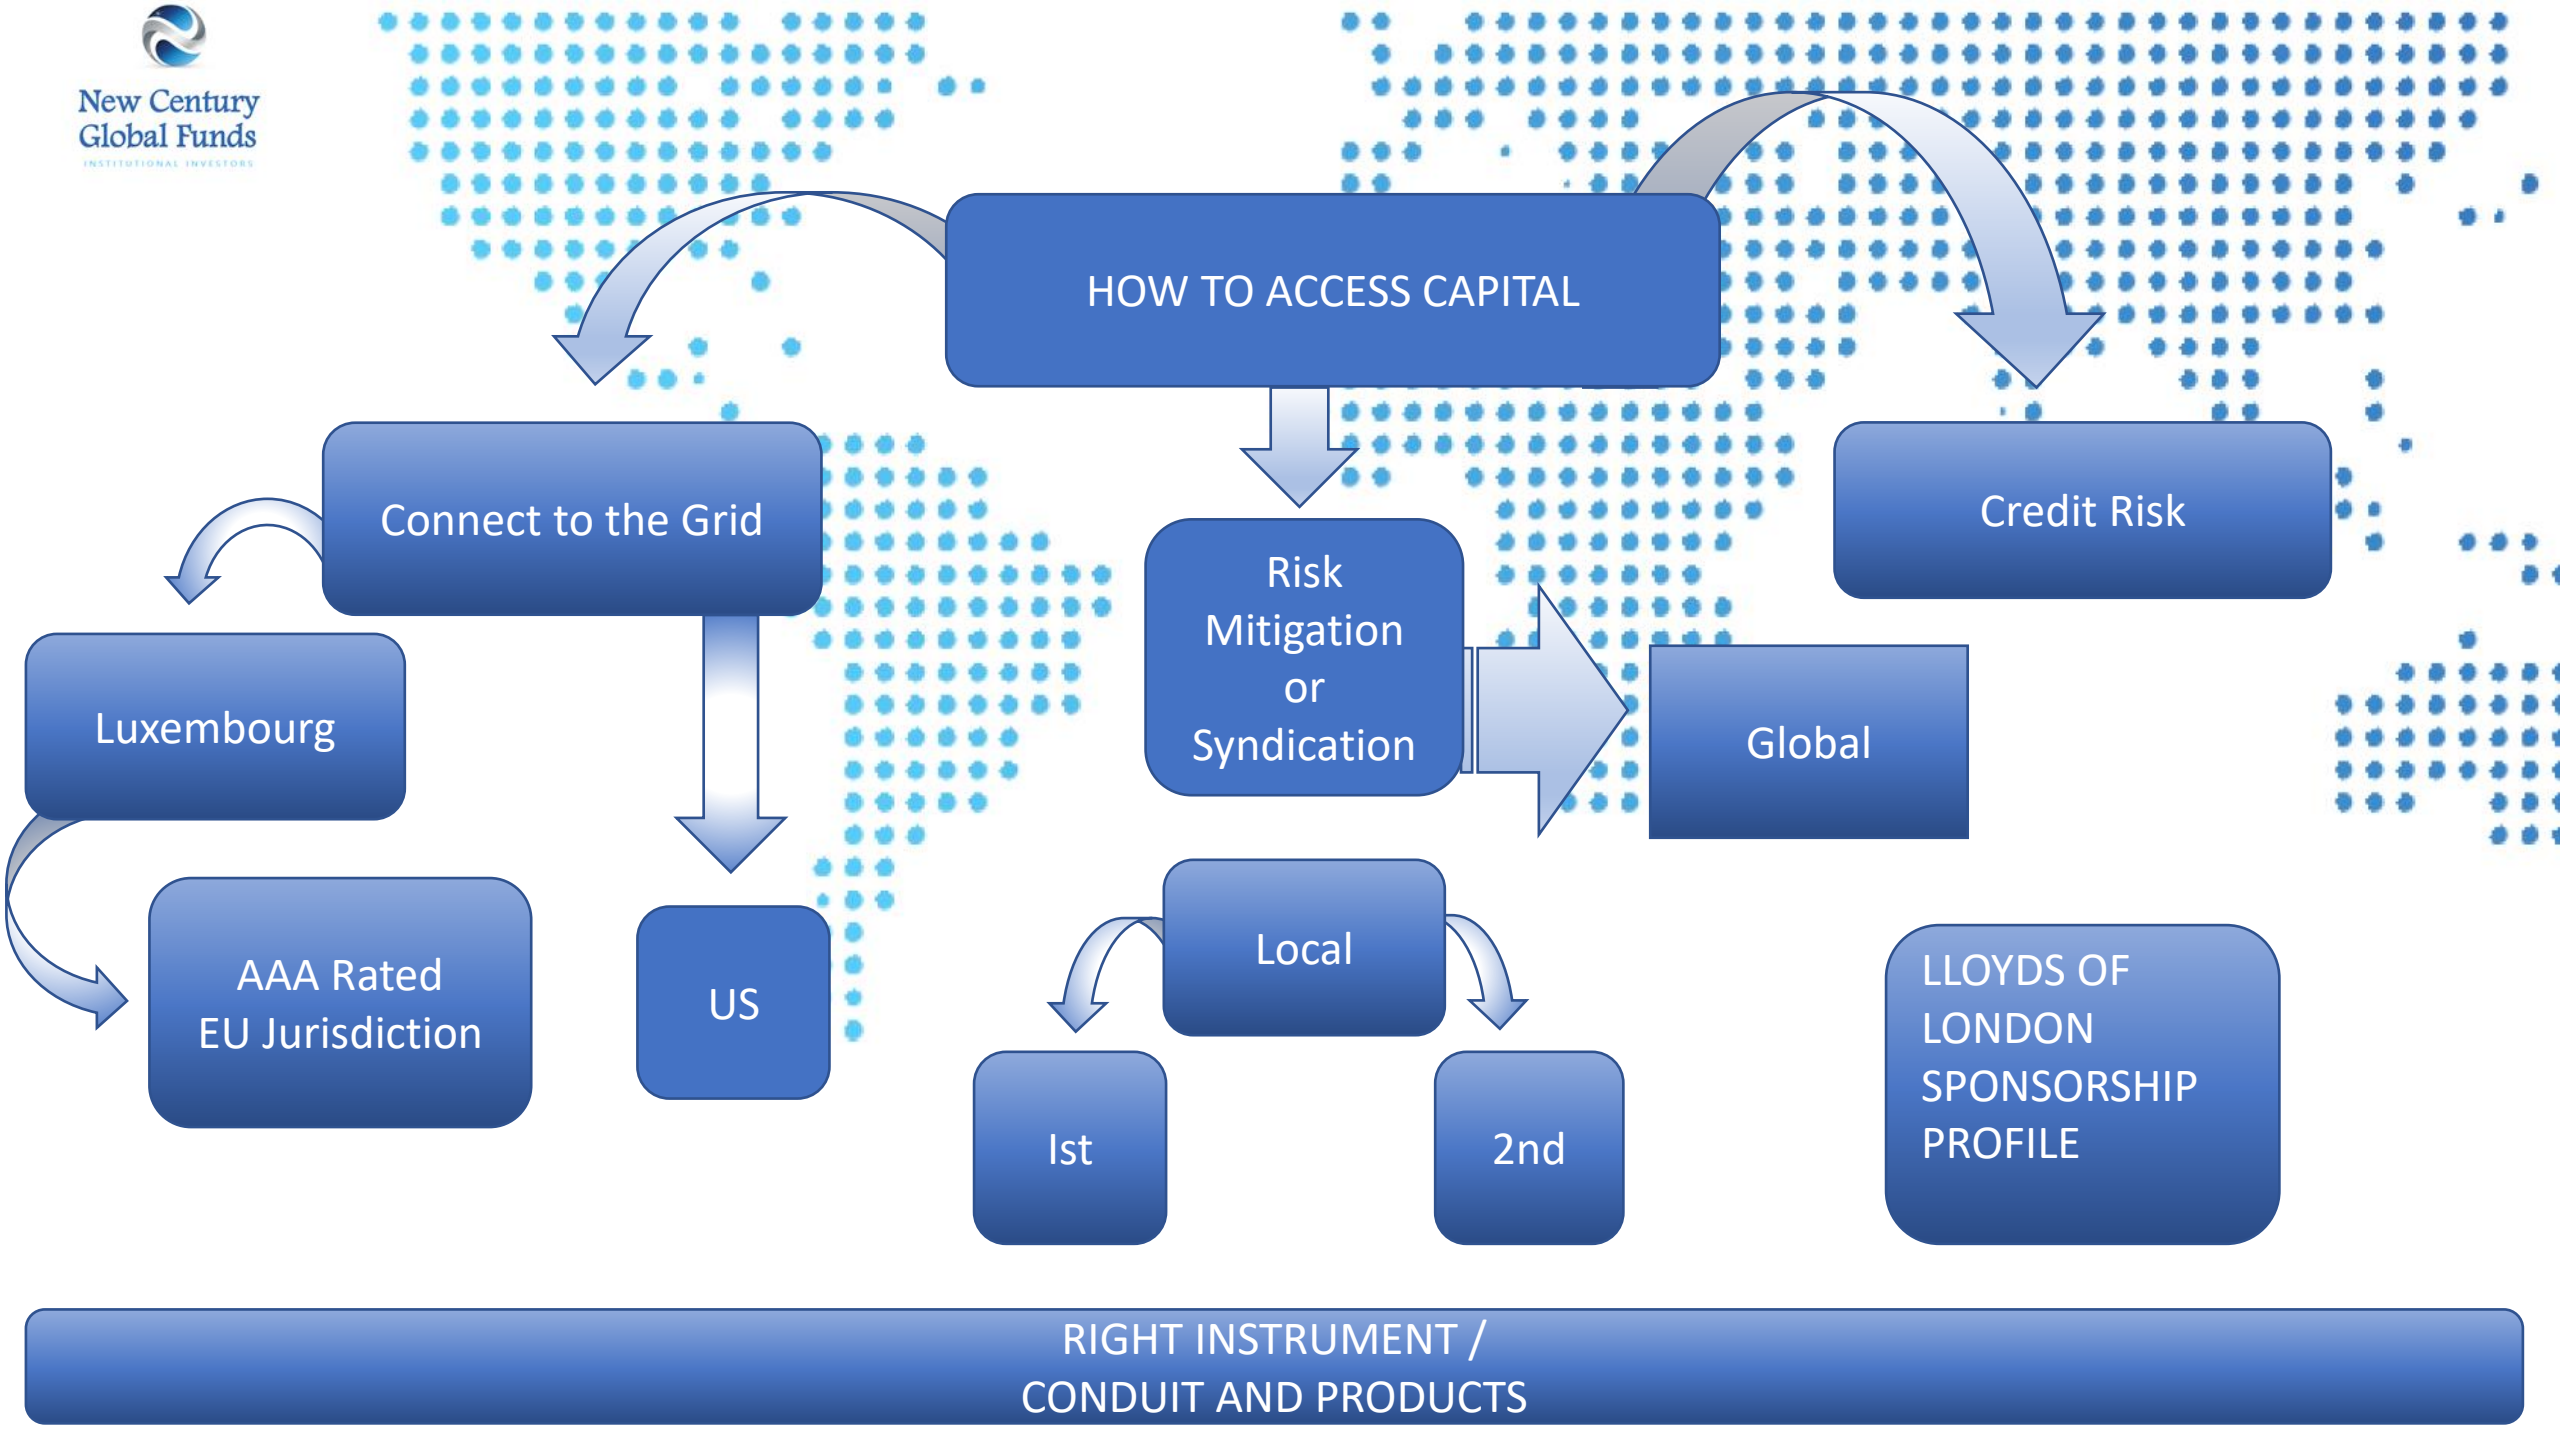 New Century
Global Funds
INSTITUTIONAL INVESTORS
HOW TO ACCESS CAPITAL
Connect to the Grid
Credit Risk
Risk
Mitigation
or
Syndication
Luxembourg
Global
AAA Rated
EU Jurisdiction
US
Local
LLOYDS OF
LONDON
SPONSORSHIP
PROFILE
Ist
2nd
RIGHT INSTRUMENT /
CONDUIT AND PRODUCTS